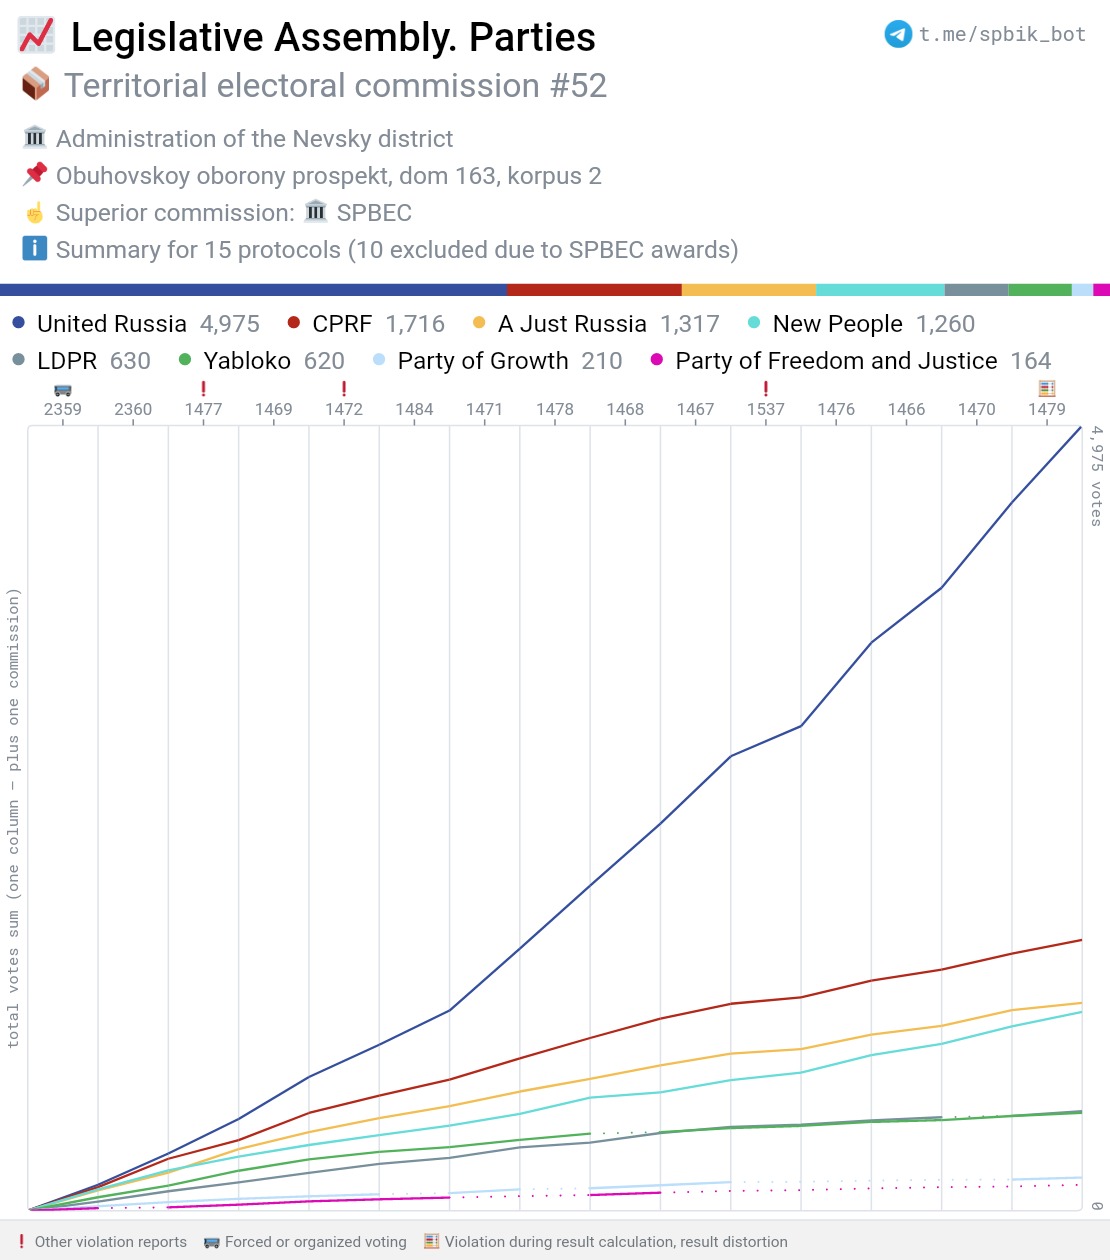 Legislative Assembly. Parties
t.me/spbik_bot
Territorial electoral commission #52
Administration of the Nevsky district
Obuhovskoy oborony prospekt, dom 163, korpus 2
Superior commission: SPBEC
Summary for 15 protocols (10 excluded due to SPBEC awards)
United Russia 4,975 CPRF 1,716 A Just Russia 1,317 New People 1,260
LDPR 630 Yabloko 620 Party of Growth 210 Party of Freedom and Justice 164
2359 2360 1477 1469 1472 1484 1471 1478 1468 1467 1537 1476 1466 1470 1479
4,975 votes
total votes sum (one column – plus one commission)
0
Other violation reports Forced or organized voting Violation during result calculation, result distortion